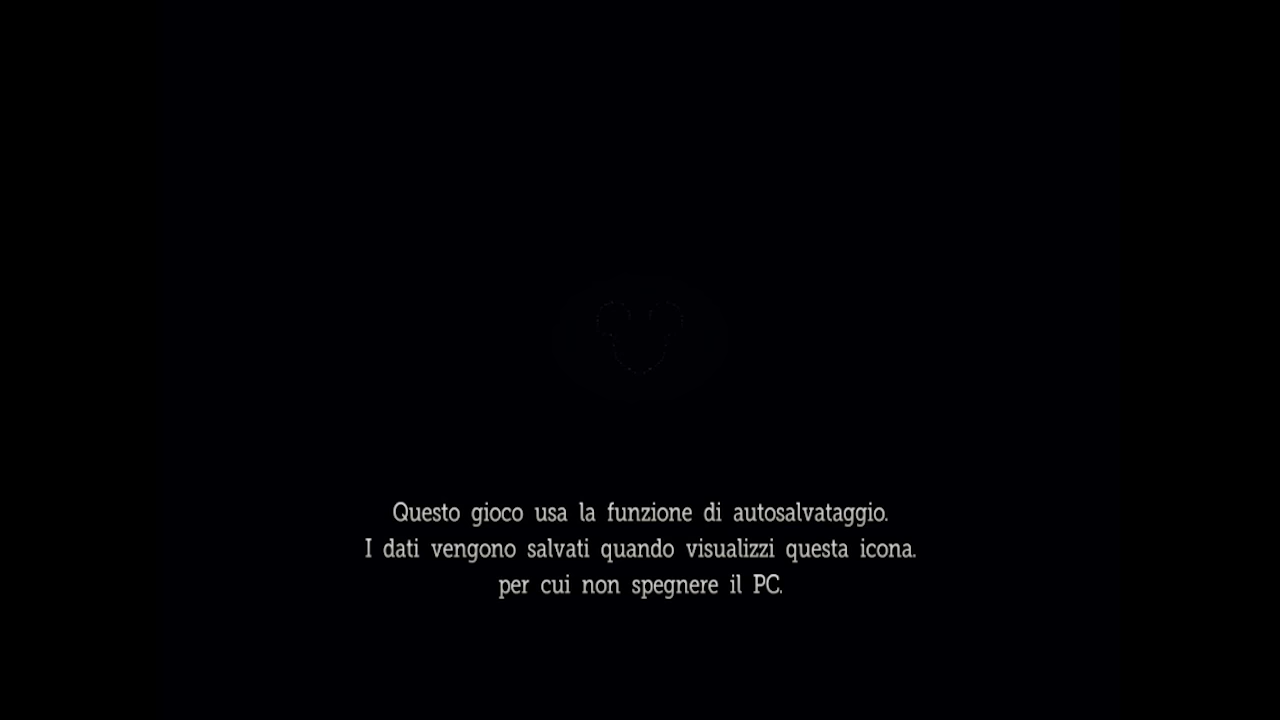 Questo gioco usa la funzione di autosalvataggio.
I dati vengono salvati quando visualizzi questa icona.
per cui non spegnere il PC.